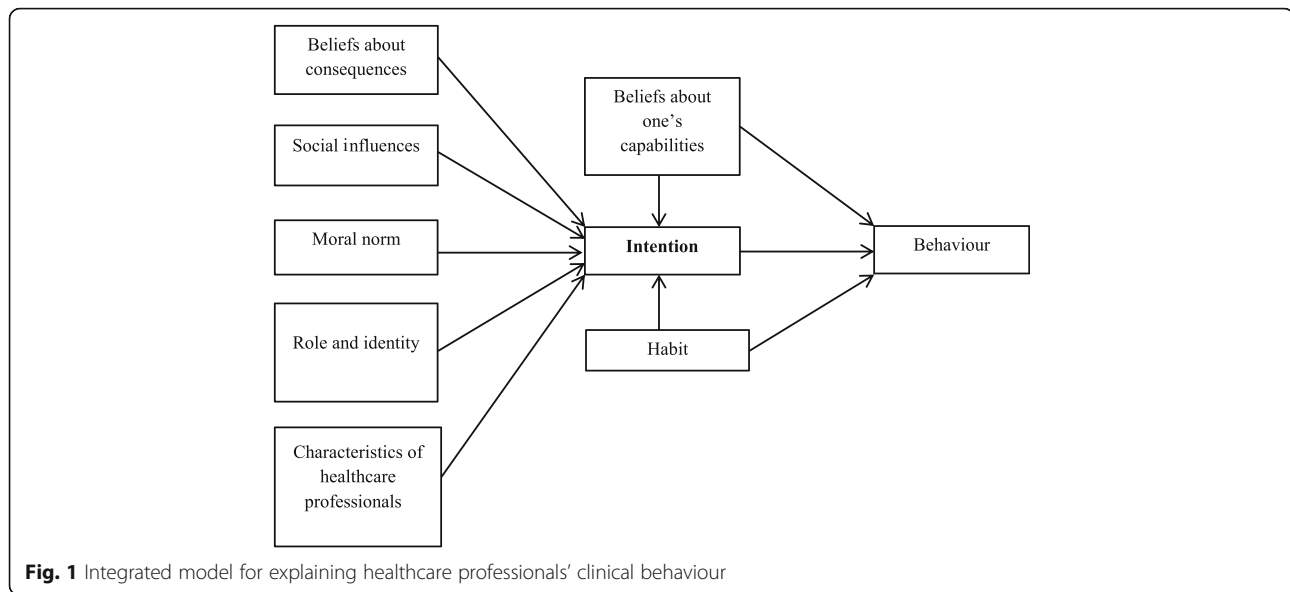 Beliefs about
consequences
Social influences
Moral norm
Role and identity
Characteristics of
healthcare
professionals
Beliefs about
one's
capabilities
Intention
Habit
Behaviour
Fig. 1 Integrated model for explaining healthcare professionals' clinical behaviour